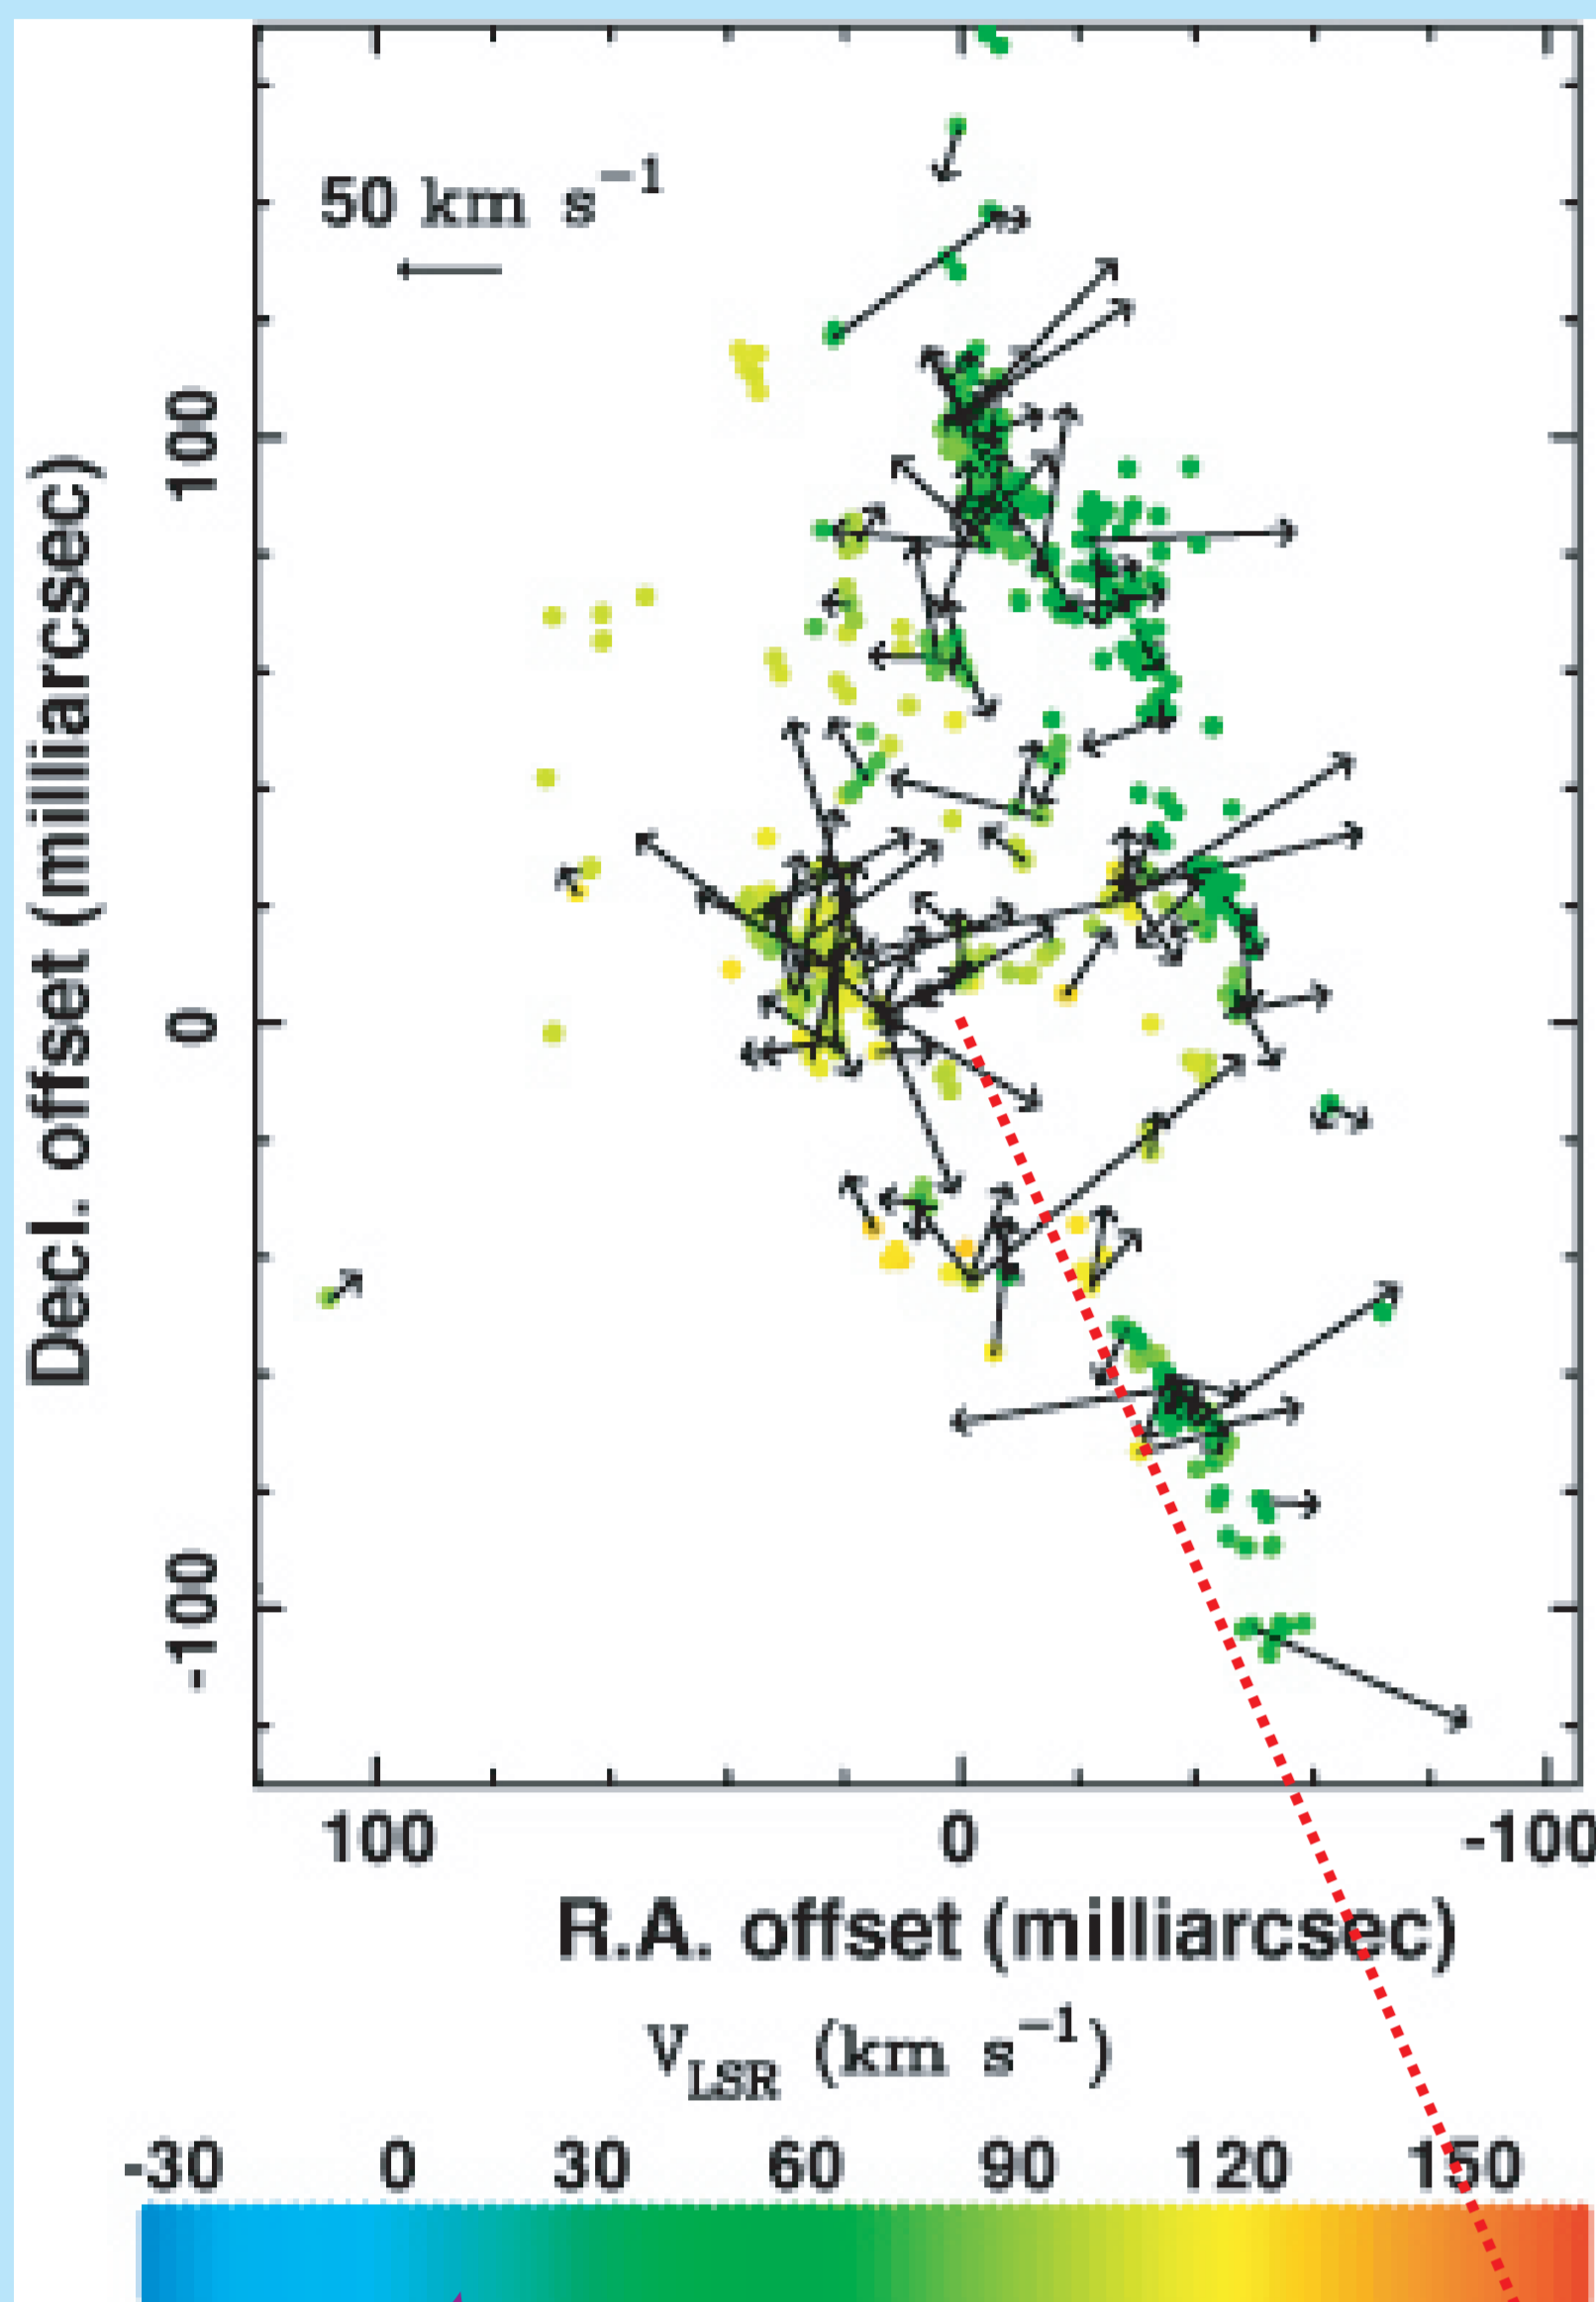 50 km s⁻¹
Decl. offset (milliarcsec)
100
0
-100
100 0 -100
R.A. offset (milliarcsec)
V_LSR (km s⁻¹)
-30 0 30 60 90 120 150